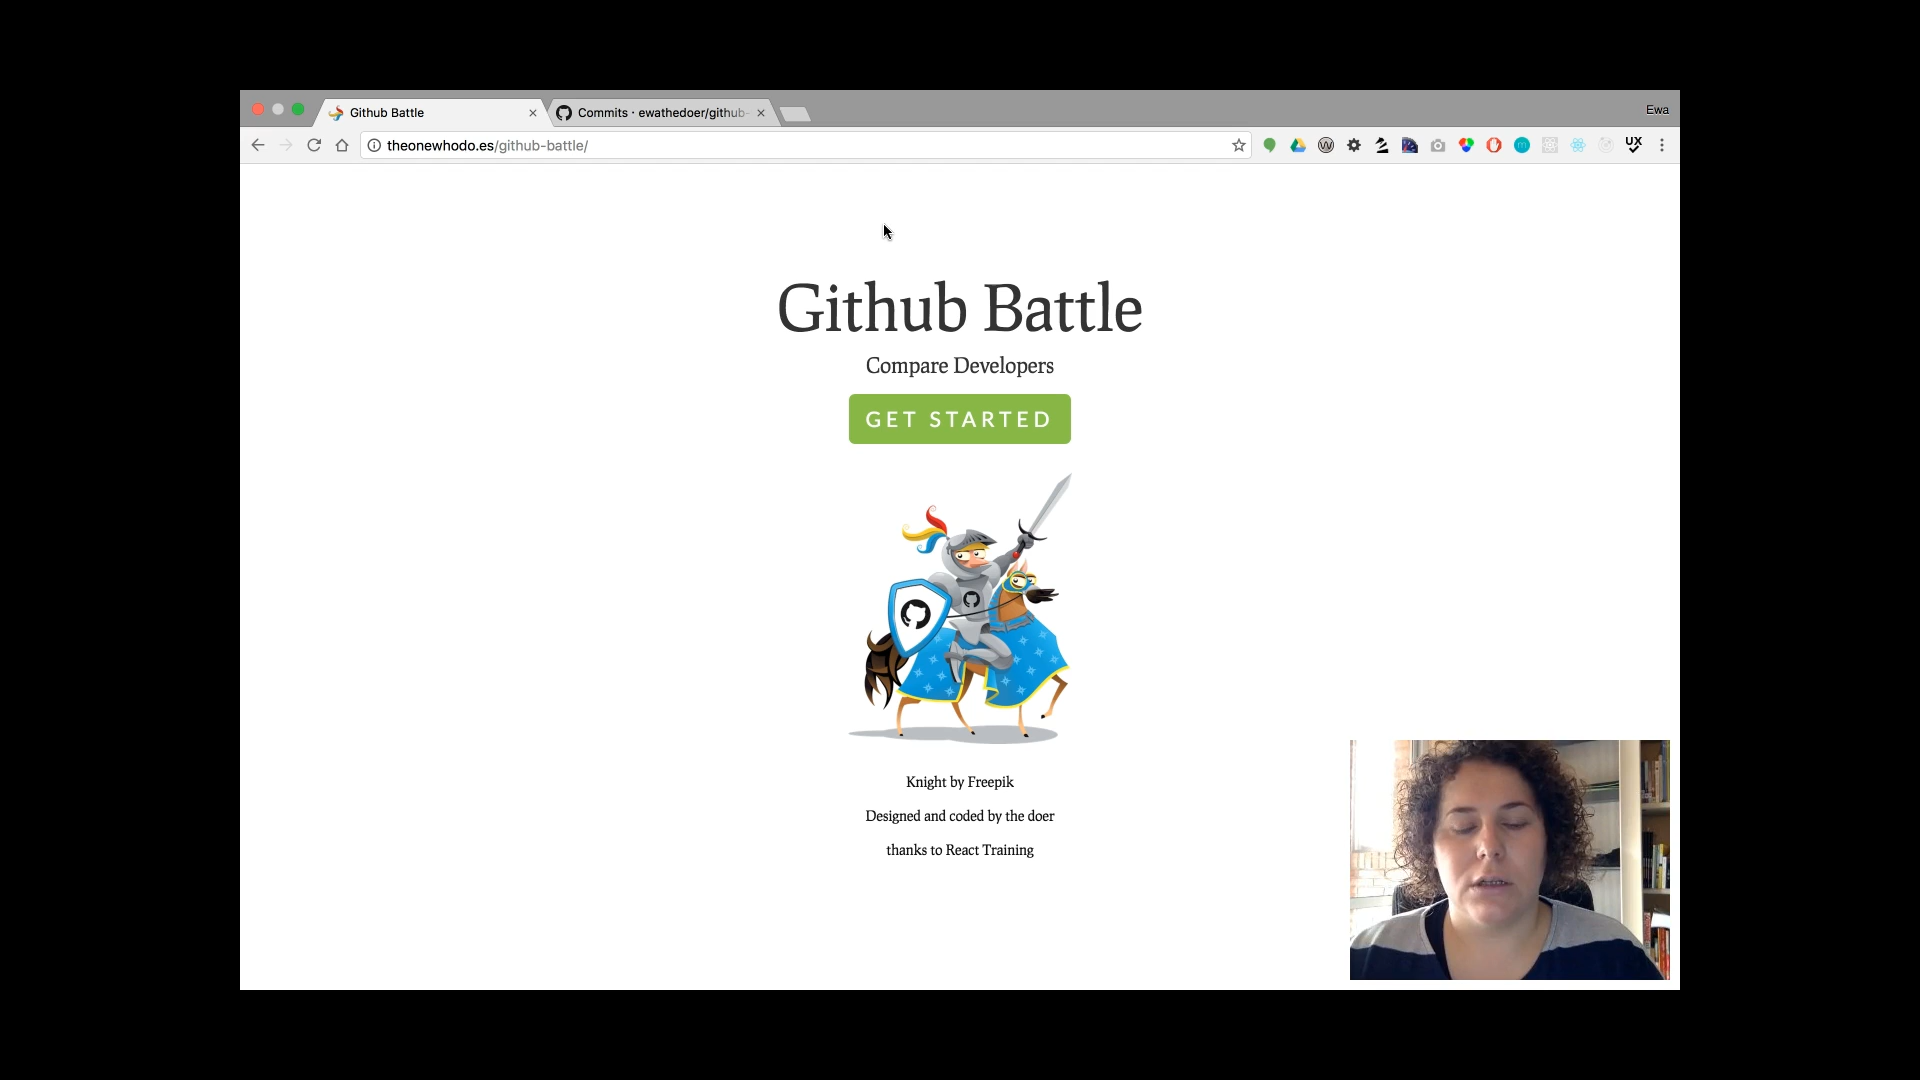 Github Battle
Commits · ewathedoer/github-
Ewa
theonewhodo.es/github-battle/
UX
Github Battle
Compare Developers
GET STARTED
Knight by Freepik
Designed and coded by the doer
thanks to React Training